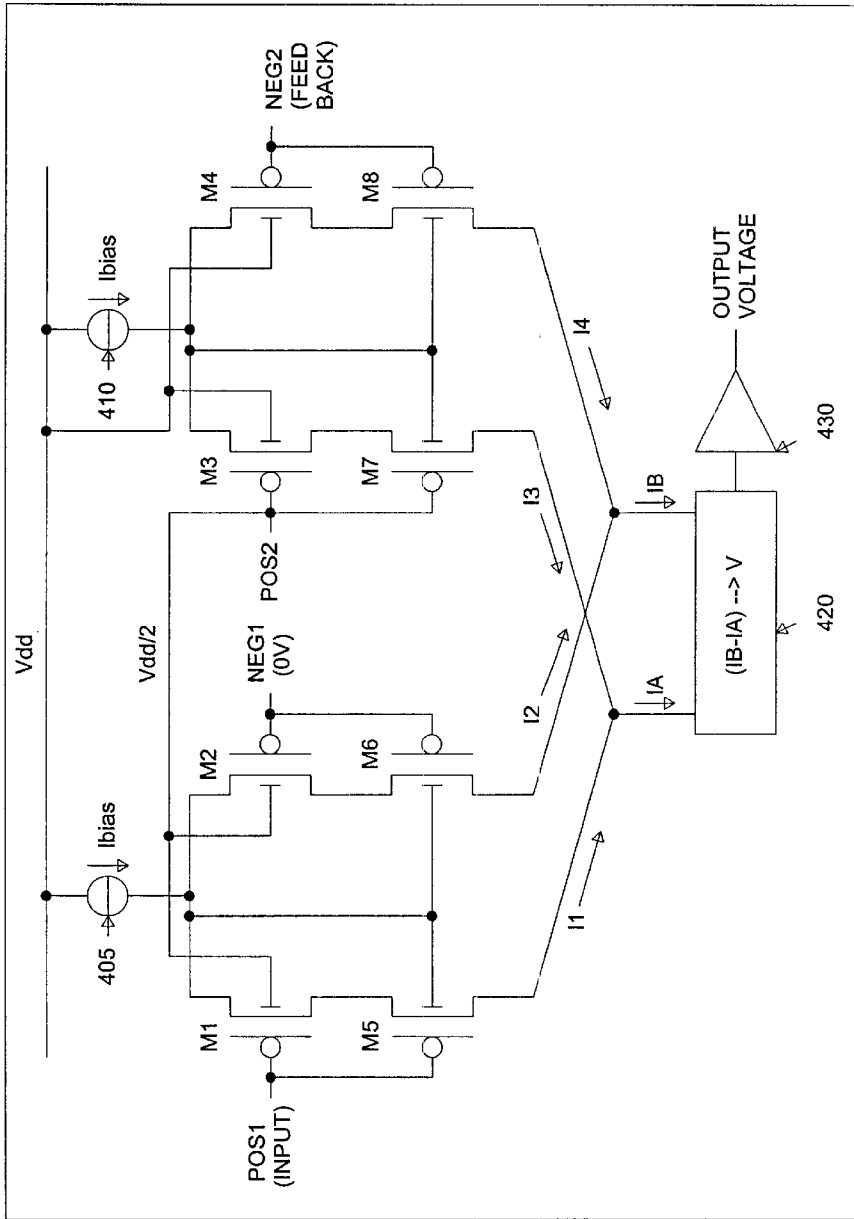 Vdd
405
Ibias
410
Ibias
Vdd/2
M1
M2
M3
M4
POS1
(INPUT)
NEG1
(0V)
POS2
NEG2
(FEED
BACK)
M5
M6
M7
M8
I1
I2
I3
I4
IA
IB
(IB-IA) --> V
OUTPUT
VOLTAGE
420
430